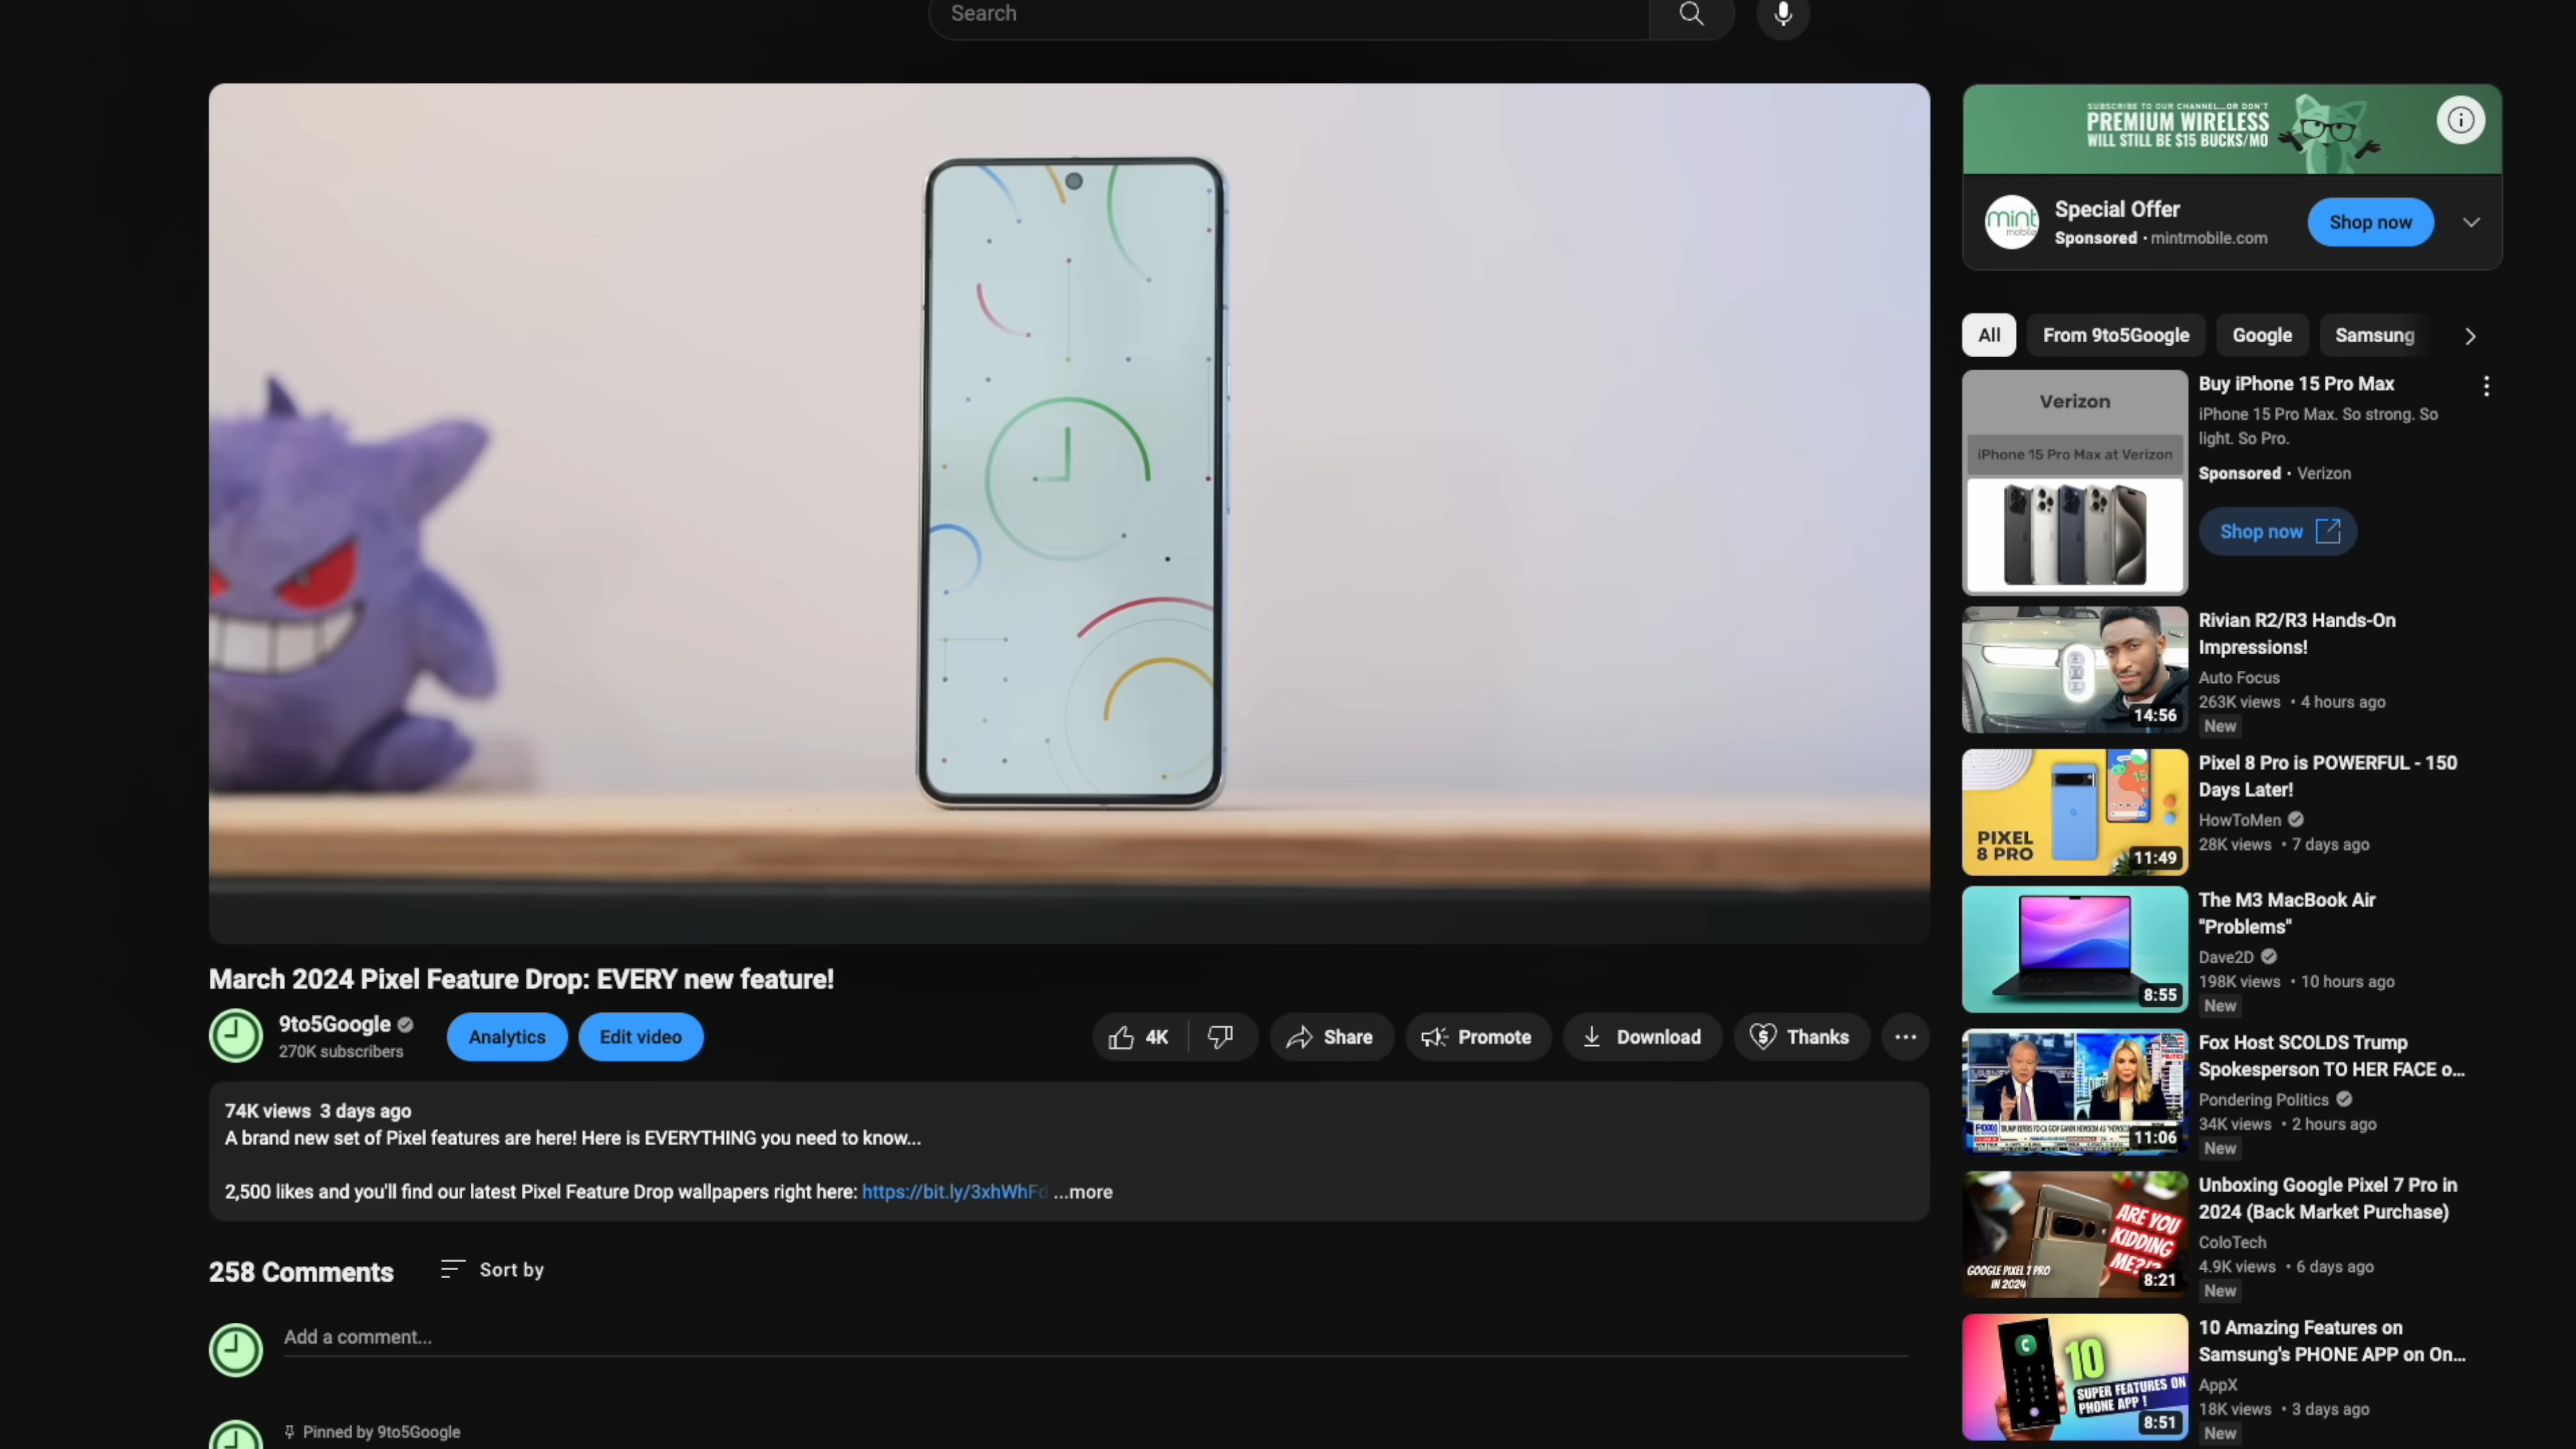 Search
SUBSCRIBE TO OUR CHANNEL...OR DON'T
PREMIUM WIRELESS
WILL STILL BE $15 BUCKS/MO
mint
mobile
Special Offer
Sponsored · mintmobile.com
Shop now
All
From 9to5Google
Google
Samsung
Verizon
iPhone 15 Pro Max at Verizon
Buy iPhone 15 Pro Max
iPhone 15 Pro Max. So strong. So
light. So Pro.
Sponsored · Verizon
Shop now
14:56
Rivian R2/R3 Hands-On
Impressions!
Auto Focus
263K views • 4 hours ago
New
PIXEL
8 PRO
11:49
Pixel 8 Pro is POWERFUL - 150
Days Later!
HowToMen
28K views • 7 days ago
8:55
The M3 MacBook Air
"Problems"
Dave2D
198K views • 10 hours ago
New
11:06
Fox Host SCOLDS Trump
Spokesperson TO HER FACE o...
Pondering Politics
34K views • 2 hours ago
New
ARE YOU
KIDDING
ME?!?
GOOGLE PIXEL 7 PRO
IN 2024
8:21
Unboxing Google Pixel 7 Pro in
2024 (Back Market Purchase)
ColoTech
4.9K views • 6 days ago
New
10
SUPER FEATURES ON
PHONE APP !
8:51
10 Amazing Features on
Samsung's PHONE APP on On...
AppX
18K views • 3 days ago
New
March 2024 Pixel Feature Drop: EVERY new feature!
9to5Google
270K subscribers
Analytics
Edit video
4K
Share
Promote
Download
Thanks
74K views 3 days ago
A brand new set of Pixel features are here! Here is EVERYTHING you need to know...
2,500 likes and you'll find our latest Pixel Feature Drop wallpapers right here: https://bit.ly/3xhWhFd ...more
258 Comments
Sort by
Add a comment...
Pinned by 9to5Google